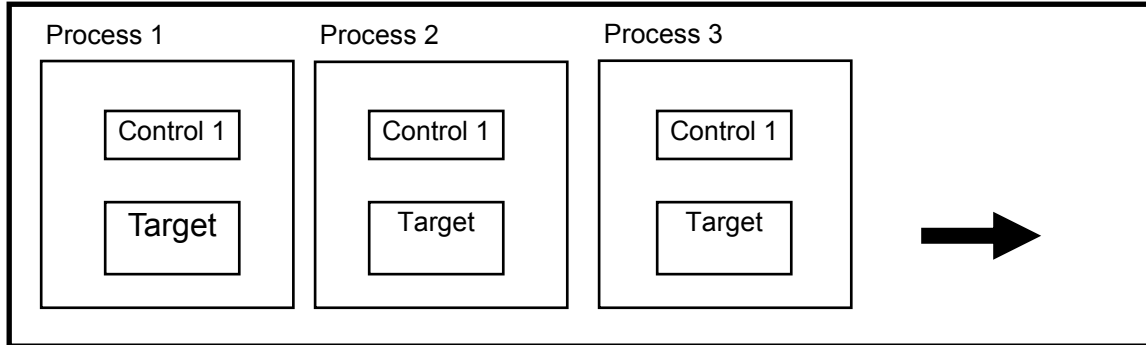 Process 1
Process 2
Process 3
Control 1
Control 1
Control 1
Target
Target
Target